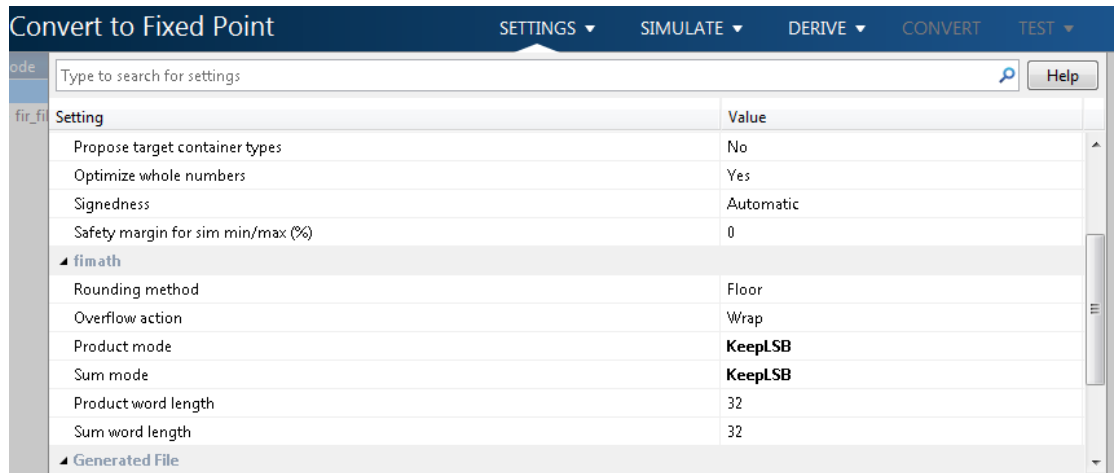 Convert to Fixed Point SETTINGS SIMULATE DERIVE CONVERT TEST
ode Type to search for settings Help
fir_fil Setting Value
Propose target container types No
Optimize whole numbers Yes
Signedness Automatic
Safety margin for sim min/max (%) 0
fimath
Rounding method Floor
Overflow action Wrap
Product mode KeepLSB
Sum mode KeepLSB
Product word length 32
Sum word length 32
Generated File